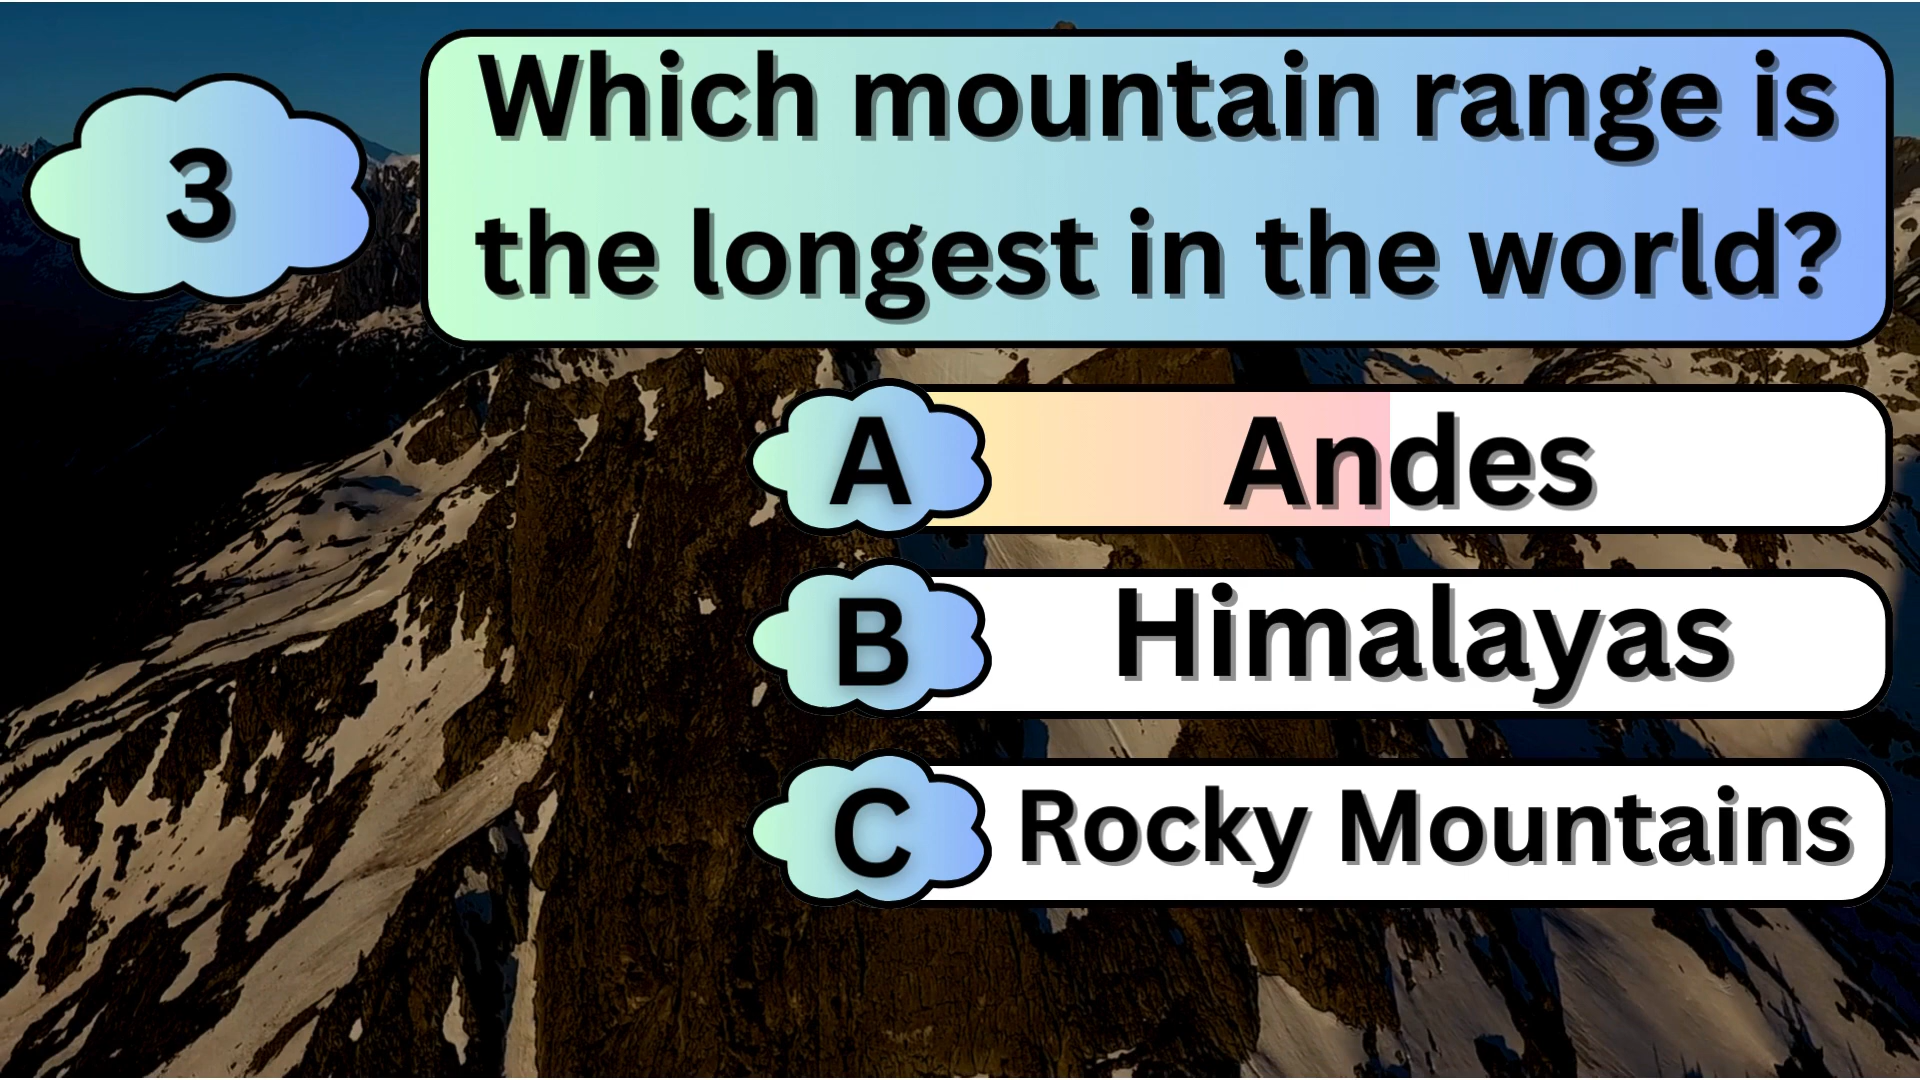 3
Which mountain range is
the longest in the world?
A
Andes
B
Himalayas
C
Rocky Mountains